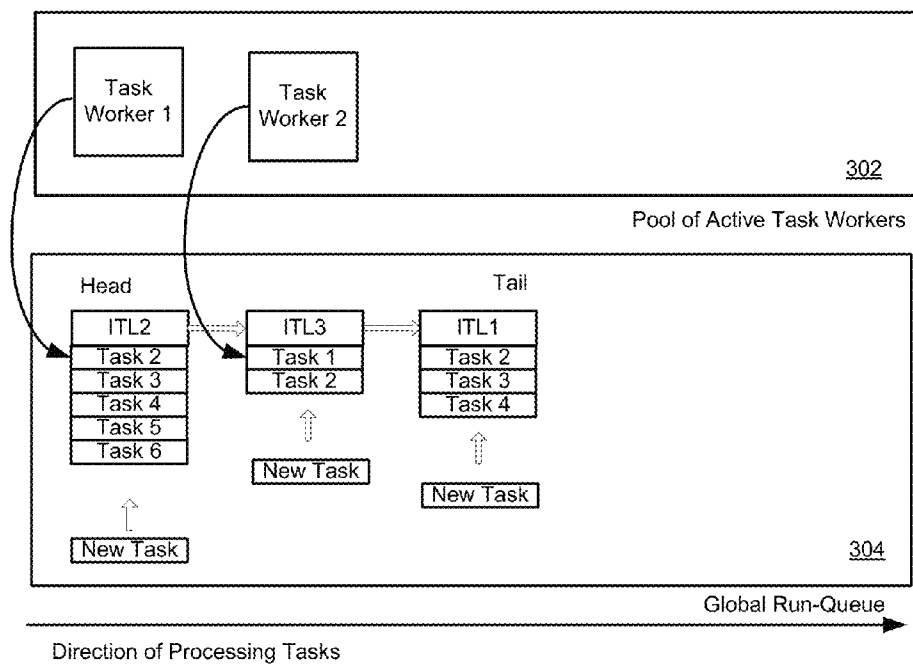 Task
Worker 1
Task
Worker 2
302
Pool of Active Task Workers
Head
Tail
ITL2
ITL3
ITL1
Task 2
Task 1
Task 2
Task 3
Task 2
Task 3
Task 4
Task 4
Task 5
Task 6
New Task
New Task
New Task
304
Global Run-Queue
Direction of Processing Tasks